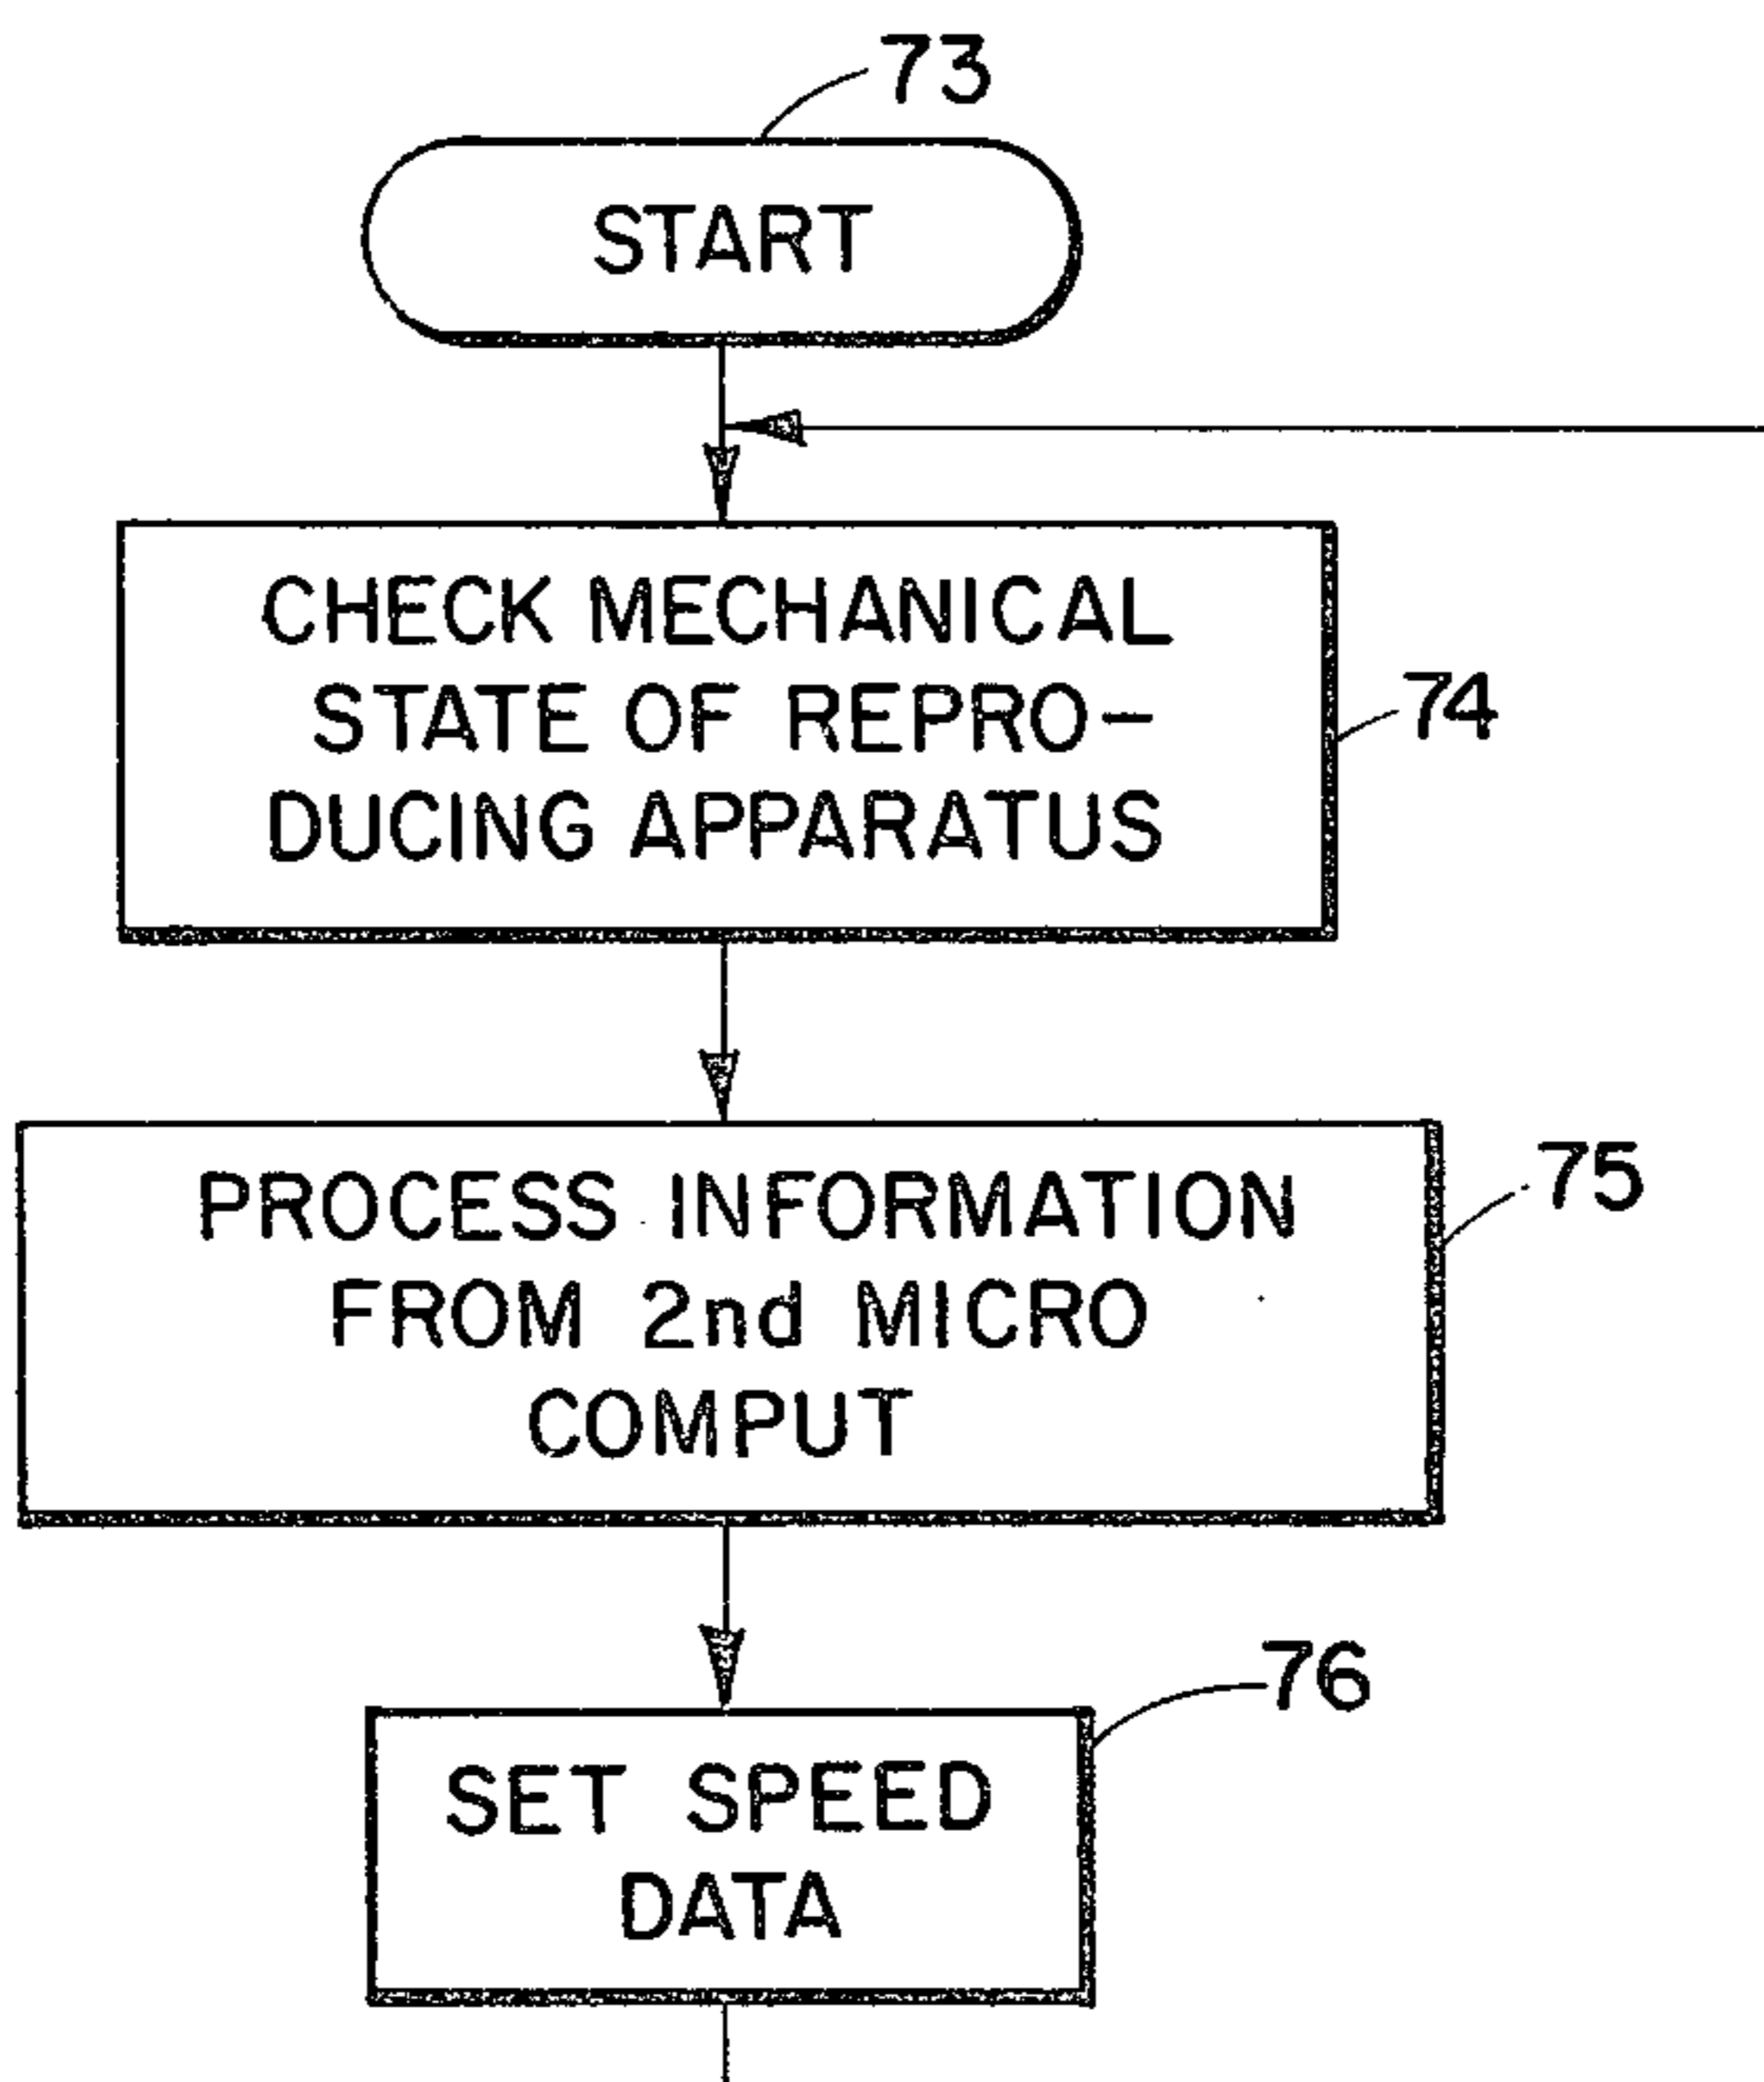 73
START
CHECK MECHANICAL
STATE OF REPRO-
DUCING APPARATUS
74
PROCESS INFORMATION
FROM 2nd MICRO
COMPUT
75
76
SET SPEED
DATA